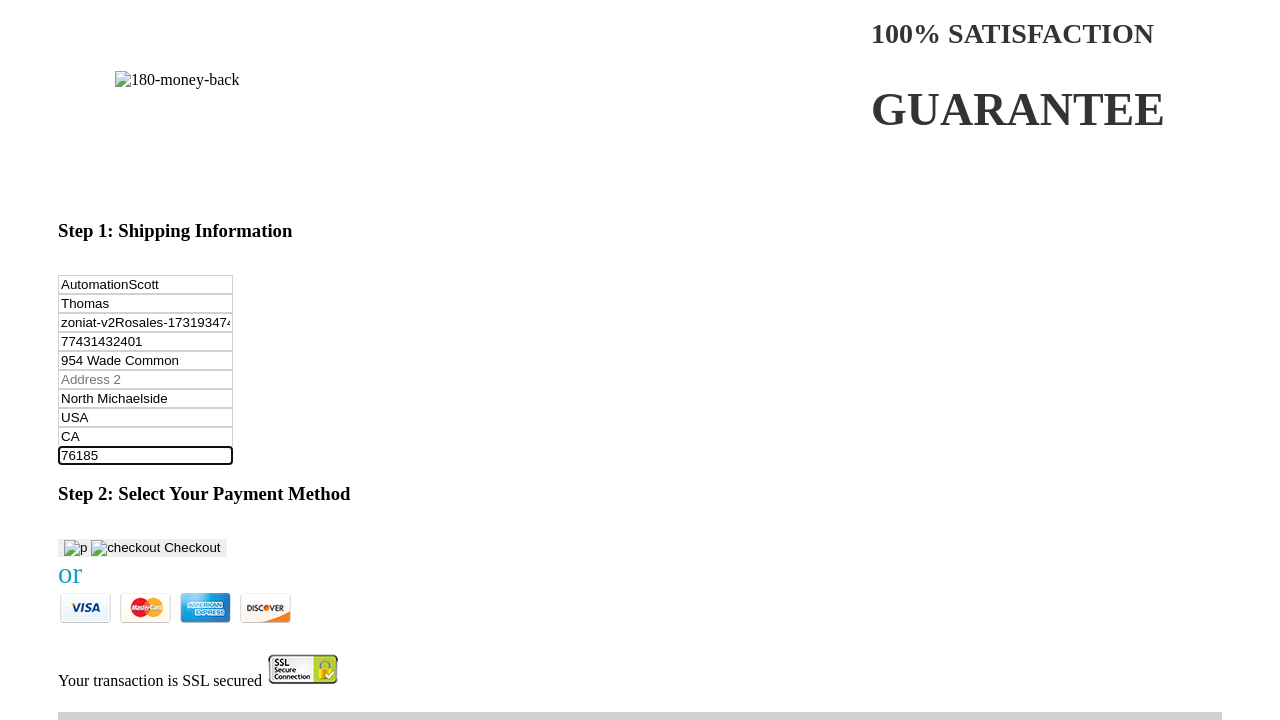 100% SATISFACTION
180-money-back
GUARANTEE
Step 1: Shipping Information
AutomationScott
Thomas
zoniat-v2Rosales-173193474
77431432401
954 Wade Common
Address 2
North Michaelside
USA
CA
76185
Step 2: Select Your Payment Method
p checkout Checkout
or
VISA MasterCard AMERICAN EXPRESS DISCOVER
Your transaction is SSL secured SSL Secure Connection